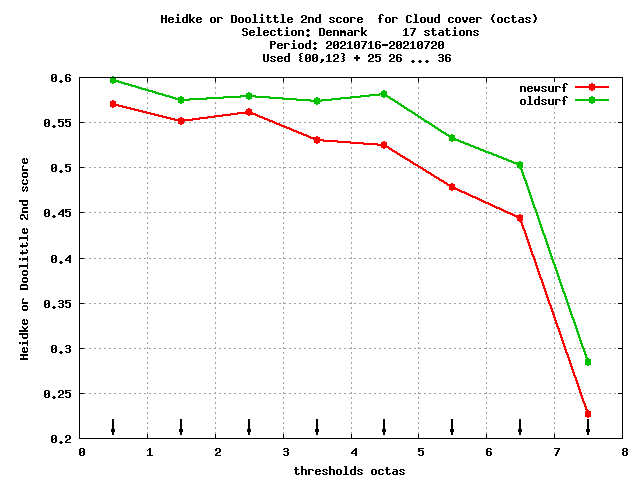 Heidke or Doolittle 2nd score  for Cloud cover (octas)
Selection: Denmark     17 stations
Period: 20210716-20210720
Used {00,12} + 25 26 ... 36
newsurf
oldsurf
Heidke or Doolittle 2nd score
0.6
0.55
0.5
0.45
0.4
0.35
0.3
0.25
0.2
0 1 2 3 4 5 6 7 8
thresholds octas